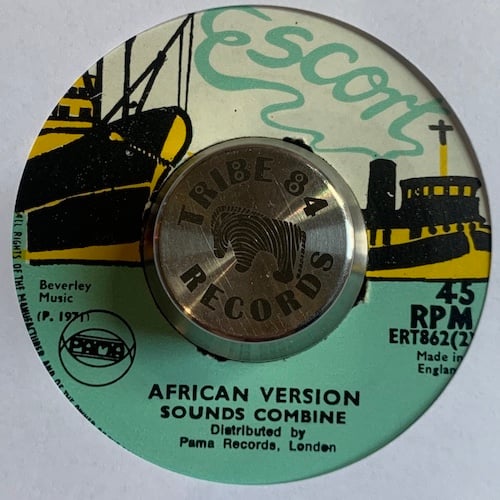 Escort
TRIBE 84
RECORDS
Beverley
Music
(P. 1971)
PAMA
45
RPM
ERT862(2)
Made in
England
ALL RIGHTS OF THE MANUFACTURER AND OF THE
AFRICAN VERSION
SOUNDS COMBINE
Distributed by
Pama Records, London